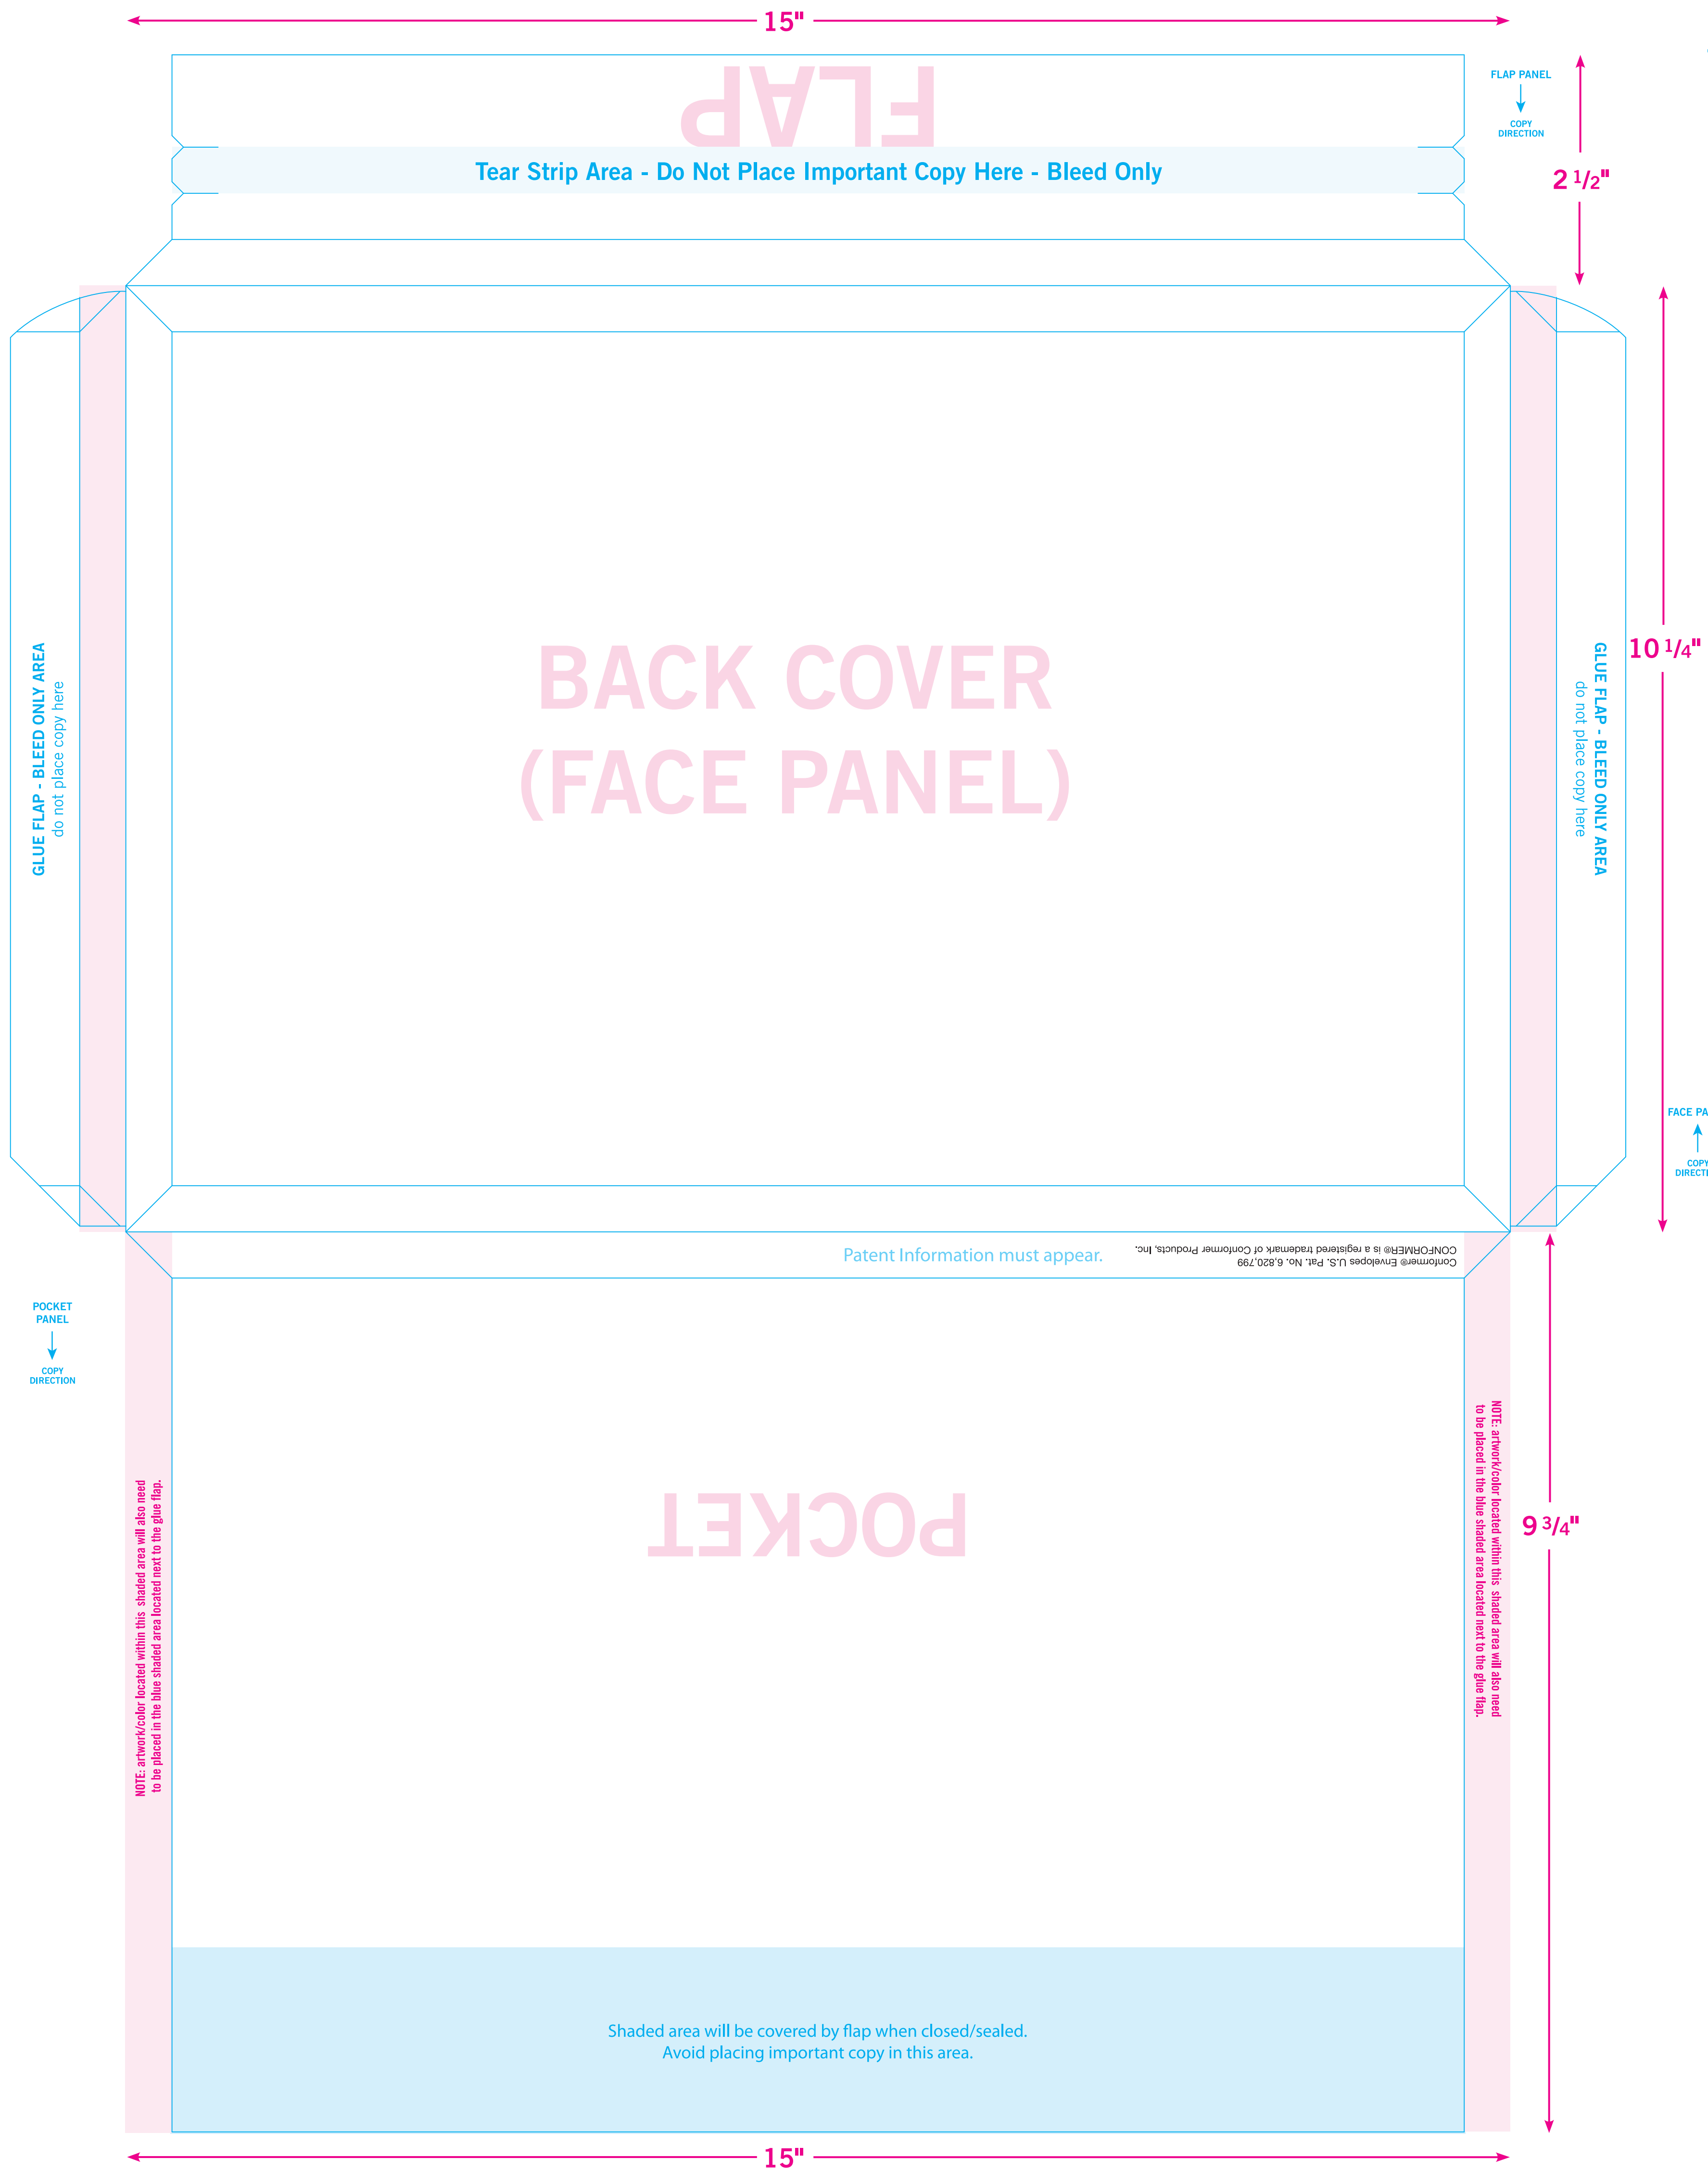 15"
FLAP
FLAP PANEL
COPY
DIRECTION
Tear Strip Area - Do Not Place Important Copy Here - Bleed Only
2 1/2"
BACK COVER
(FACE PANEL)
GLUE FLAP - BLEED ONLY AREA
do not place copy here
GLUE FLAP - BLEED ONLY AREA
do not place copy here
10 1/4"
FACE PA
COPY
DIRECT
Patent Information must appear.
Conformer® Envelopes U.S. Pat. No. 6,820,799
CONFORMER® is a registered trademark of Conformer Products, Inc.
POCKET
PANEL
COPY
DIRECTION
NOTE: artwork/color located within this shaded area will also need
to be placed in the blue shaded area located next to the glue flap.
POCKET
NOTE: artwork/color located within this shaded area will also need
to be placed in the blue shaded area located next to the glue flap.
9 3/4"
Shaded area will be covered by flap when closed/sealed.
Avoid placing important copy in this area.
15"